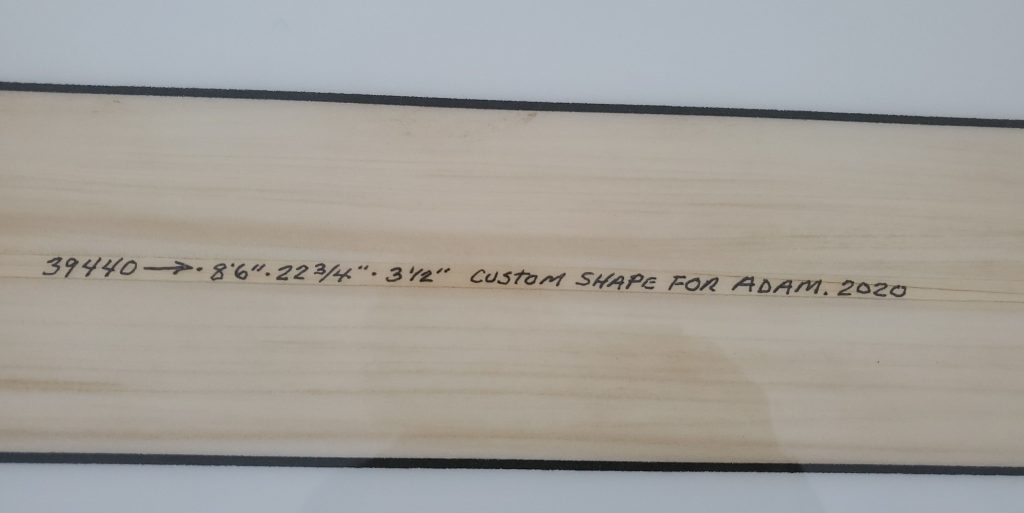 39440→· 8'6"· 22 3/4"· 3 1/2" CUSTOM SHAPE FOR ADAM. 2020